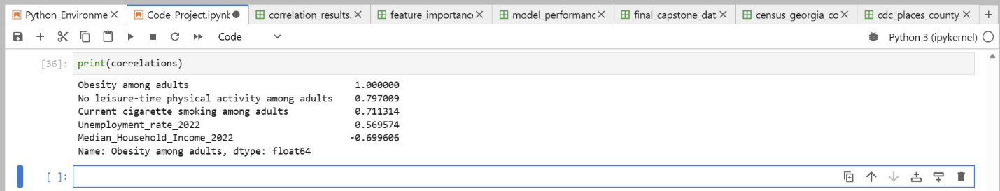 Python_Environme Code_Project.ipynb correlation_results. feature_importance model_performanc final_capstone_dat census_georgia_co cdc_places_county_
Code Python 3 (ipykernel)
[36]: print(correlations)
Obesity among adults 1.000000
No leisure-time physical activity among adults 0.797009
Current cigarette smoking among adults 0.711314
Unemployment_rate_2022 0.569574
Median_Household_Income_2022 -0.699606
Name: Obesity among adults, dtype: float64
[ ]: